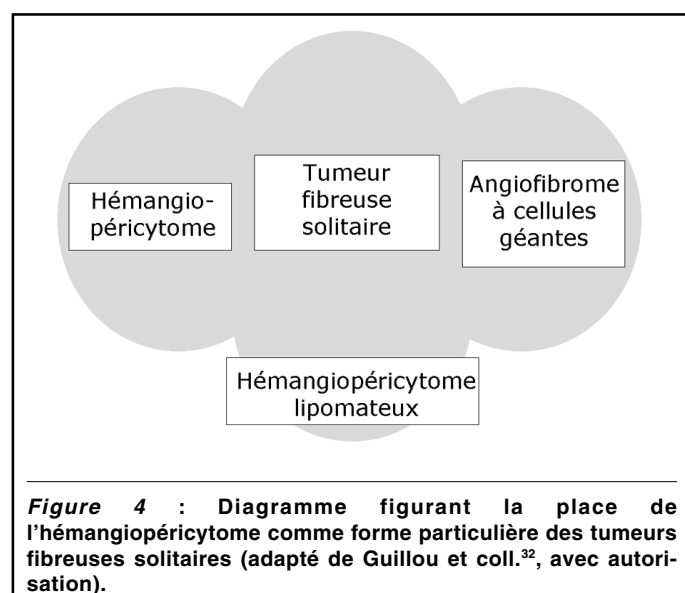 Hémangio-
péricytome
Tumeur
fibreuse
solitaire
Angiofibrome
à cellules
géantes
Hémangiopéricytome
lipomateux
Figure 4 : Diagramme figurant la place de
l'hémangiopéricytome comme forme particulière des tumeurs
fibreuses solitaires (adapté de Guillou et coll.³², avec autori-
sation).